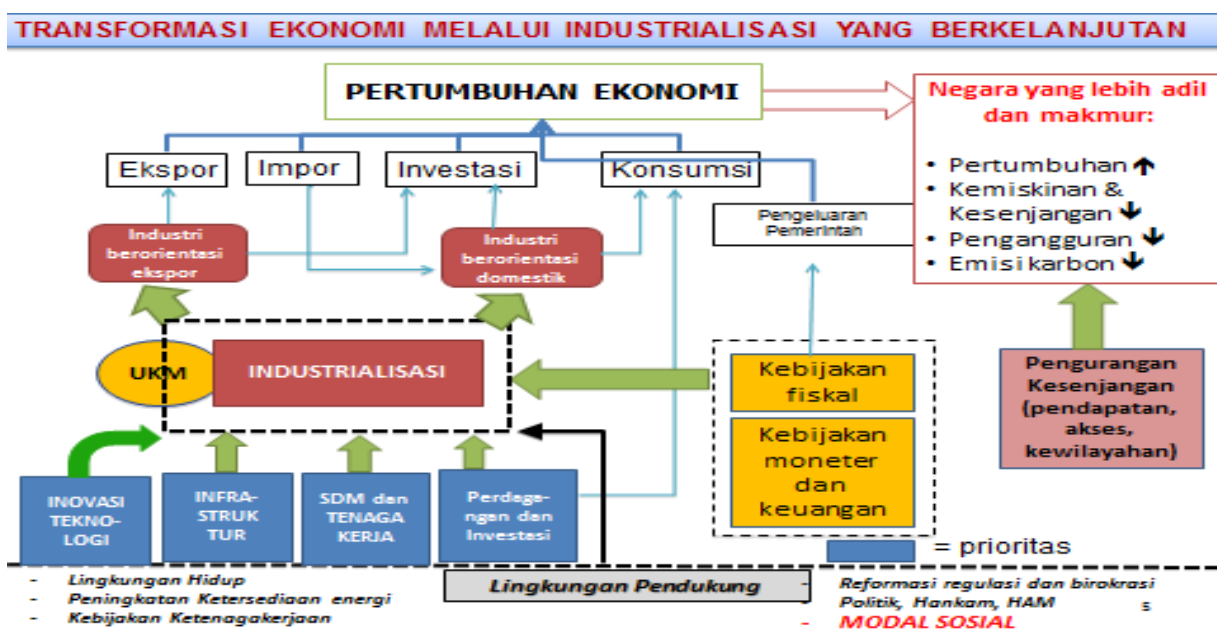 TRANSFORMASI EKONOMI MELALUI INDUSTRIALISASI YANG BERKELANJUTAN
PERTUMBUHAN EKONOMI
Negara yang lebih adil
dan makmur:
• Pertumbuhan ↑
• Kemiskinan &
Kesenjangan ↓
• Pengangguran ↓
• Emisi karbon ↓
Ekspor
Impor
Investasi
Konsumsi
Pengeluaran
Pemerintah
Industri
berorientasi
ekspor
Industri
berorientasi
domestik
UKM
INDUSTRIALISASI
Kebijakan
fiskal
Kebijakan
moneter
dan
keuangan
Pengurangan
Kesenjangan
(pendapatan,
akses,
kewilayahan)
INOVASI
TEKNO-
LOGI
INFRA-
STRUK
TUR
SDM dan
TENAGA
KERJA
Perdaga-
ngan dan
Investasi
= prioritas
- Lingkungan Hidup
- Peningkatan Ketersediaan energi
- Kebijakan Ketenagakerjaan
Lingkungan Pendukung
- Reformasi regulasi dan birokrasi
- Politik, Hankam, HAM
- MODAL SOSIAL
5